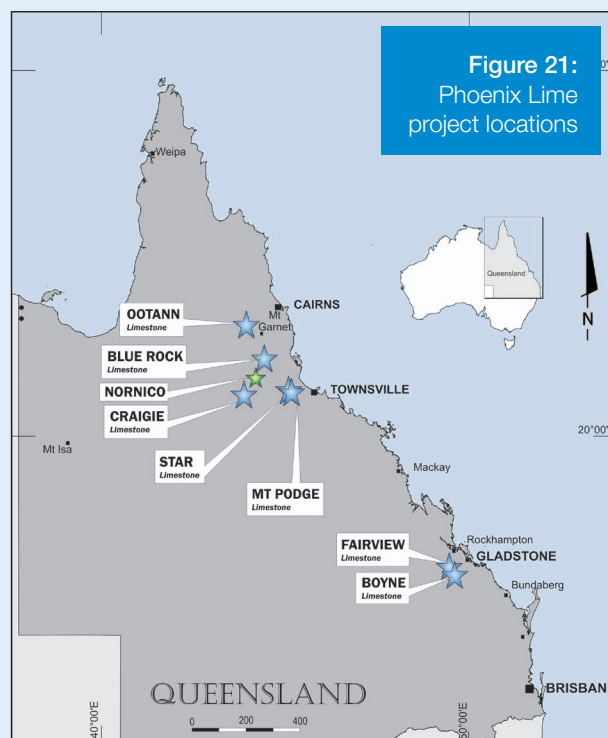 Figure 21:
Phoenix Lime
project locations
Weipa
Queensland
N
CAIRNS
Mt
Garnet
OOTANN
Limestone
BLUE ROCK
Limestone
NORNICO
CRAIGIE
Limestone
TOWNSVILLE
STAR
Limestone
MT PODGE
Limestone
Mt Isa
20°00'E
Mackay
Rockhampton
FAIRVIEW
Limestone
GLADSTONE
BOYNE
Limestone
Bundaberg
BRISBAN
QUEENSLAND
0 200 400
40°00'E
50°00'E